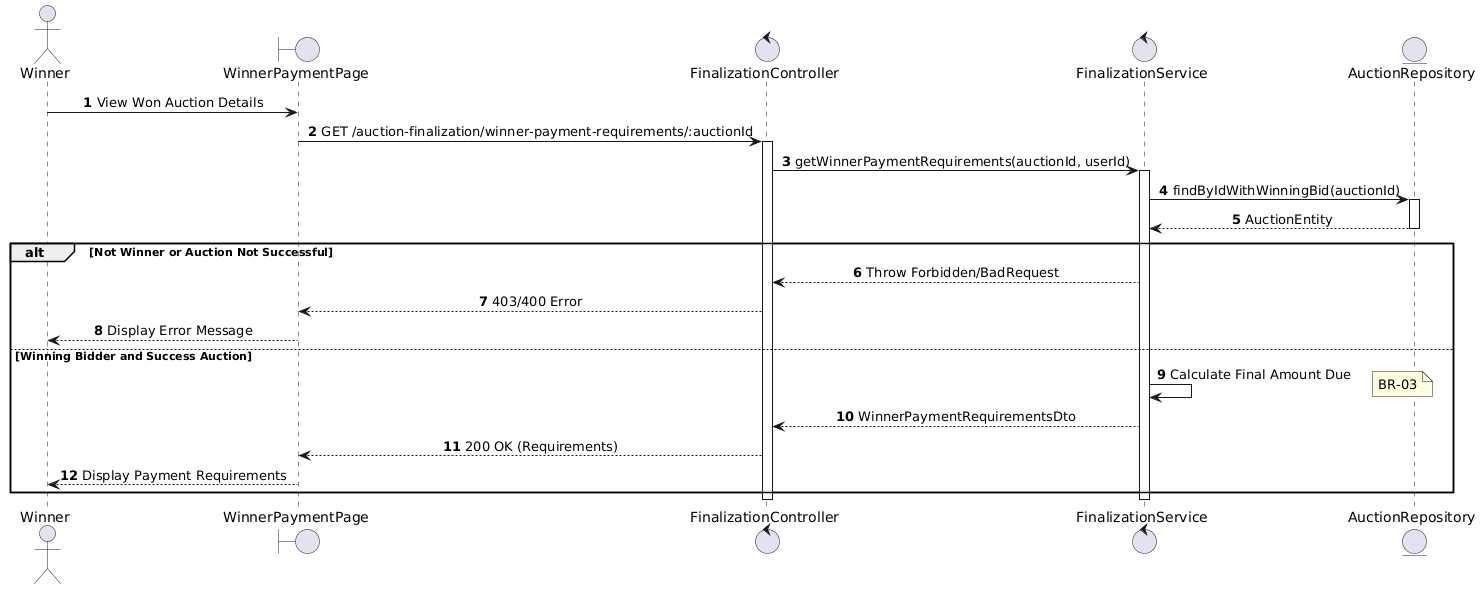 Winner
WinnerPaymentPage
FinalizationController
FinalizationService
AuctionRepository
1 View Won Auction Details
2 GET /auction-finalization/winner-payment-requirements/:auctionId
3 getWinnerPaymentRequirements(auctionId, userId)
4 findByIdWithWinningBid(auctionId)
5 AuctionEntity
alt [Not Winner or Auction Not Successful]
6 Throw Forbidden/BadRequest
7 403/400 Error
8 Display Error Message
[Winning Bidder and Success Auction]
9 Calculate Final Amount Due
BR-03
10 WinnerPaymentRequirementsDto
11 200 OK (Requirements)
12 Display Payment Requirements
Winner
WinnerPaymentPage
FinalizationController
FinalizationService
AuctionRepository